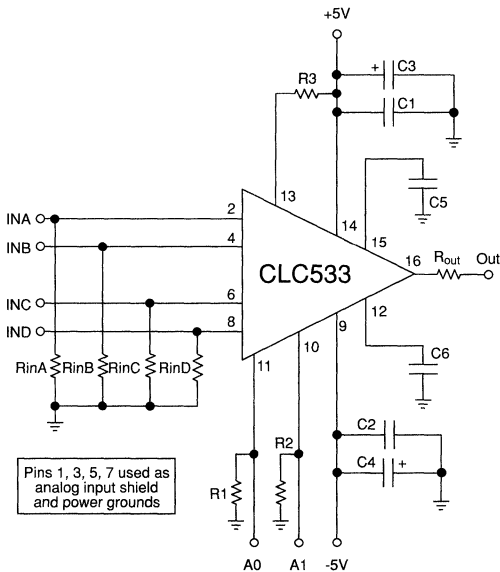 +5V
+ C3
R3
C1
13
C5
14
15
INA
2
INB
4
CLC533
16
Rout
Out
INC
6
IND
8
12
9
10
11
RinA RinB RinC RinD
C6
R2
C2
R1
C4 +
Pins 1, 3, 5, 7 used as
analog input shield
and power grounds
A0
A1
-5V